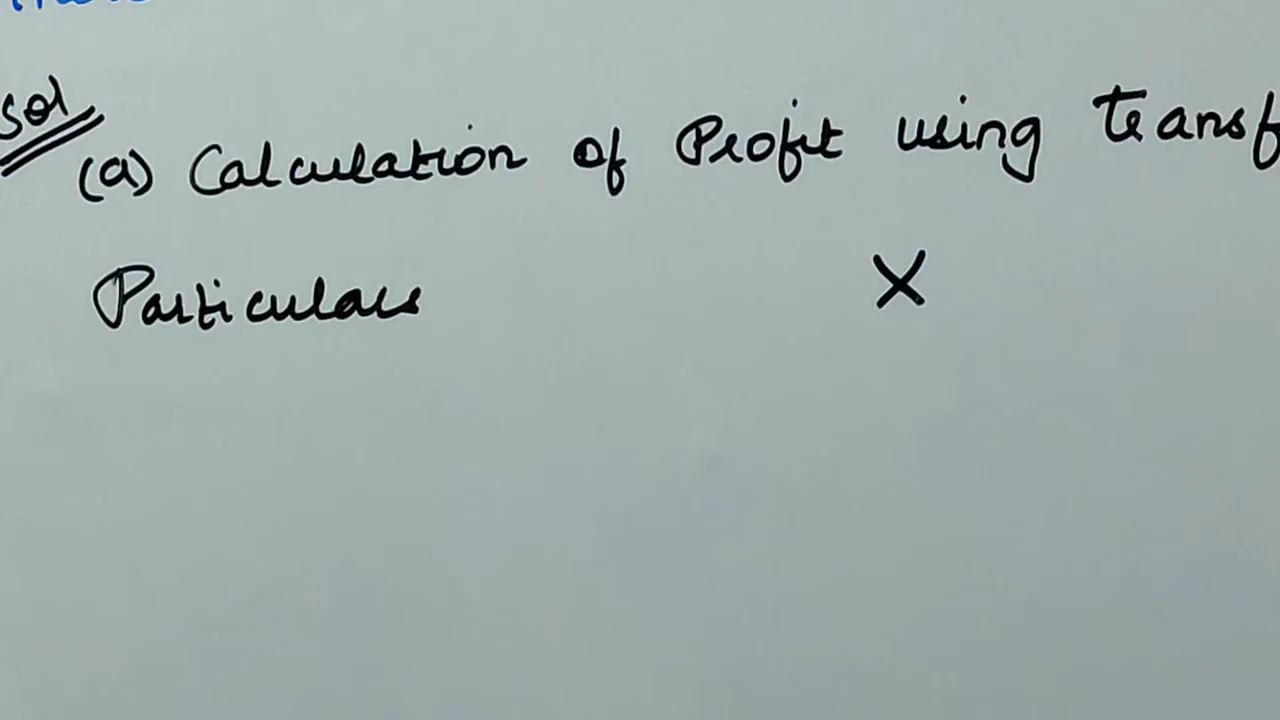 Sol
(a) Calculation of Profit using transf
Particulars X